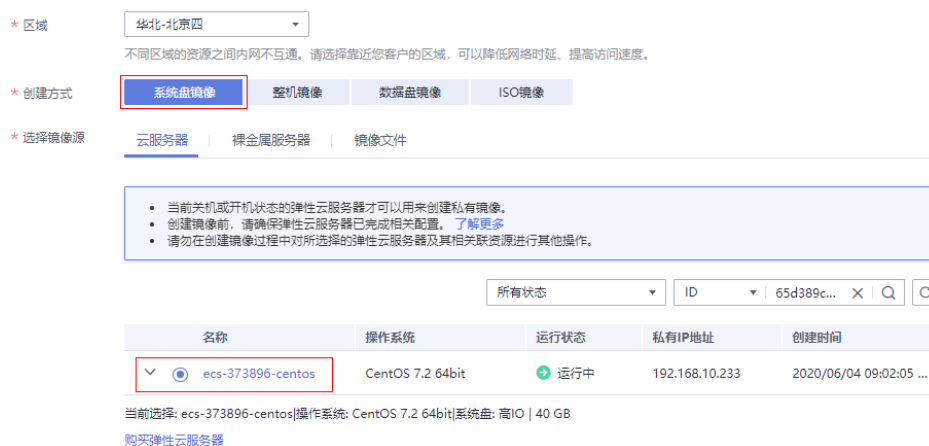 * 区域 华北-北京四
不同区域的资源之间内网不互通。请选择靠近您客户的区域，可以降低网络时延、提高访问速度。
* 创建方式 系统盘镜像 整机镜像 数据盘镜像 ISO镜像
* 选择镜像源 云服务器 裸金属服务器 镜像文件
• 当前关机或开机状态的弹性云服务器才可以用来创建私有镜像。
• 创建镜像前，请确保弹性云服务器已完成相关配置。 了解更多
• 请勿在创建镜像过程中对所选择的弹性云服务器及其相关联资源进行其他操作。
所有状态 ID 65d389c...
名称 操作系统 运行状态 私有IP地址 创建时间
ecs-373896-centos CentOS 7.2 64bit 运行中 192.168.10.233 2020/06/04 09:02:05 ...
当前选择: ecs-373896-centos|操作系统: CentOS 7.2 64bit|系统盘: 高IO | 40 GB
购买弹性云服务器